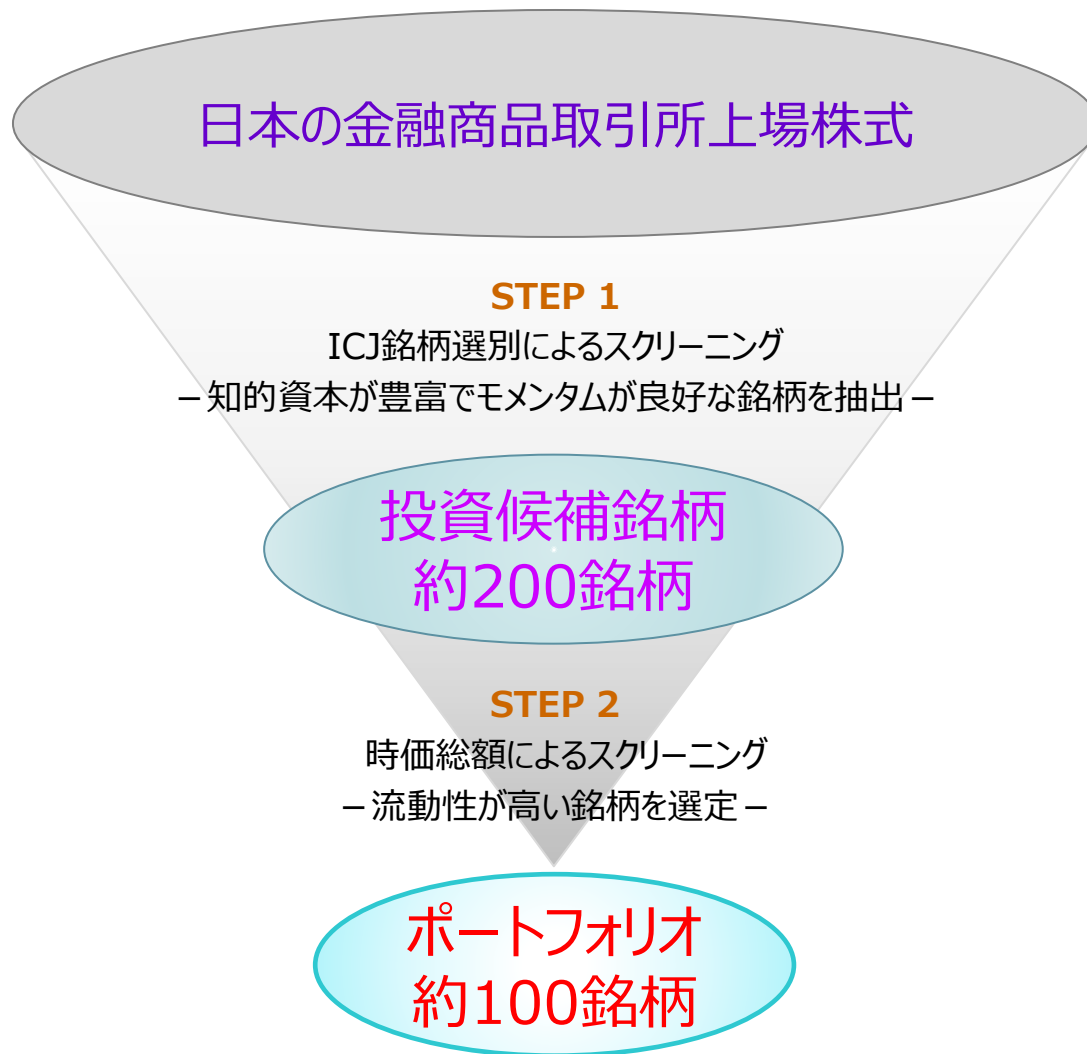 日本の金融商品取引所上場株式
STEP 1
ICJ銘柄選別によるスクリーニング
－知的資本が豊富でモメンタムが良好な銘柄を抽出－
投資候補銘柄
約200銘柄
STEP 2
時価総額によるスクリーニング
－流動性が高い銘柄を選定－
ポートフォリオ
約100銘柄